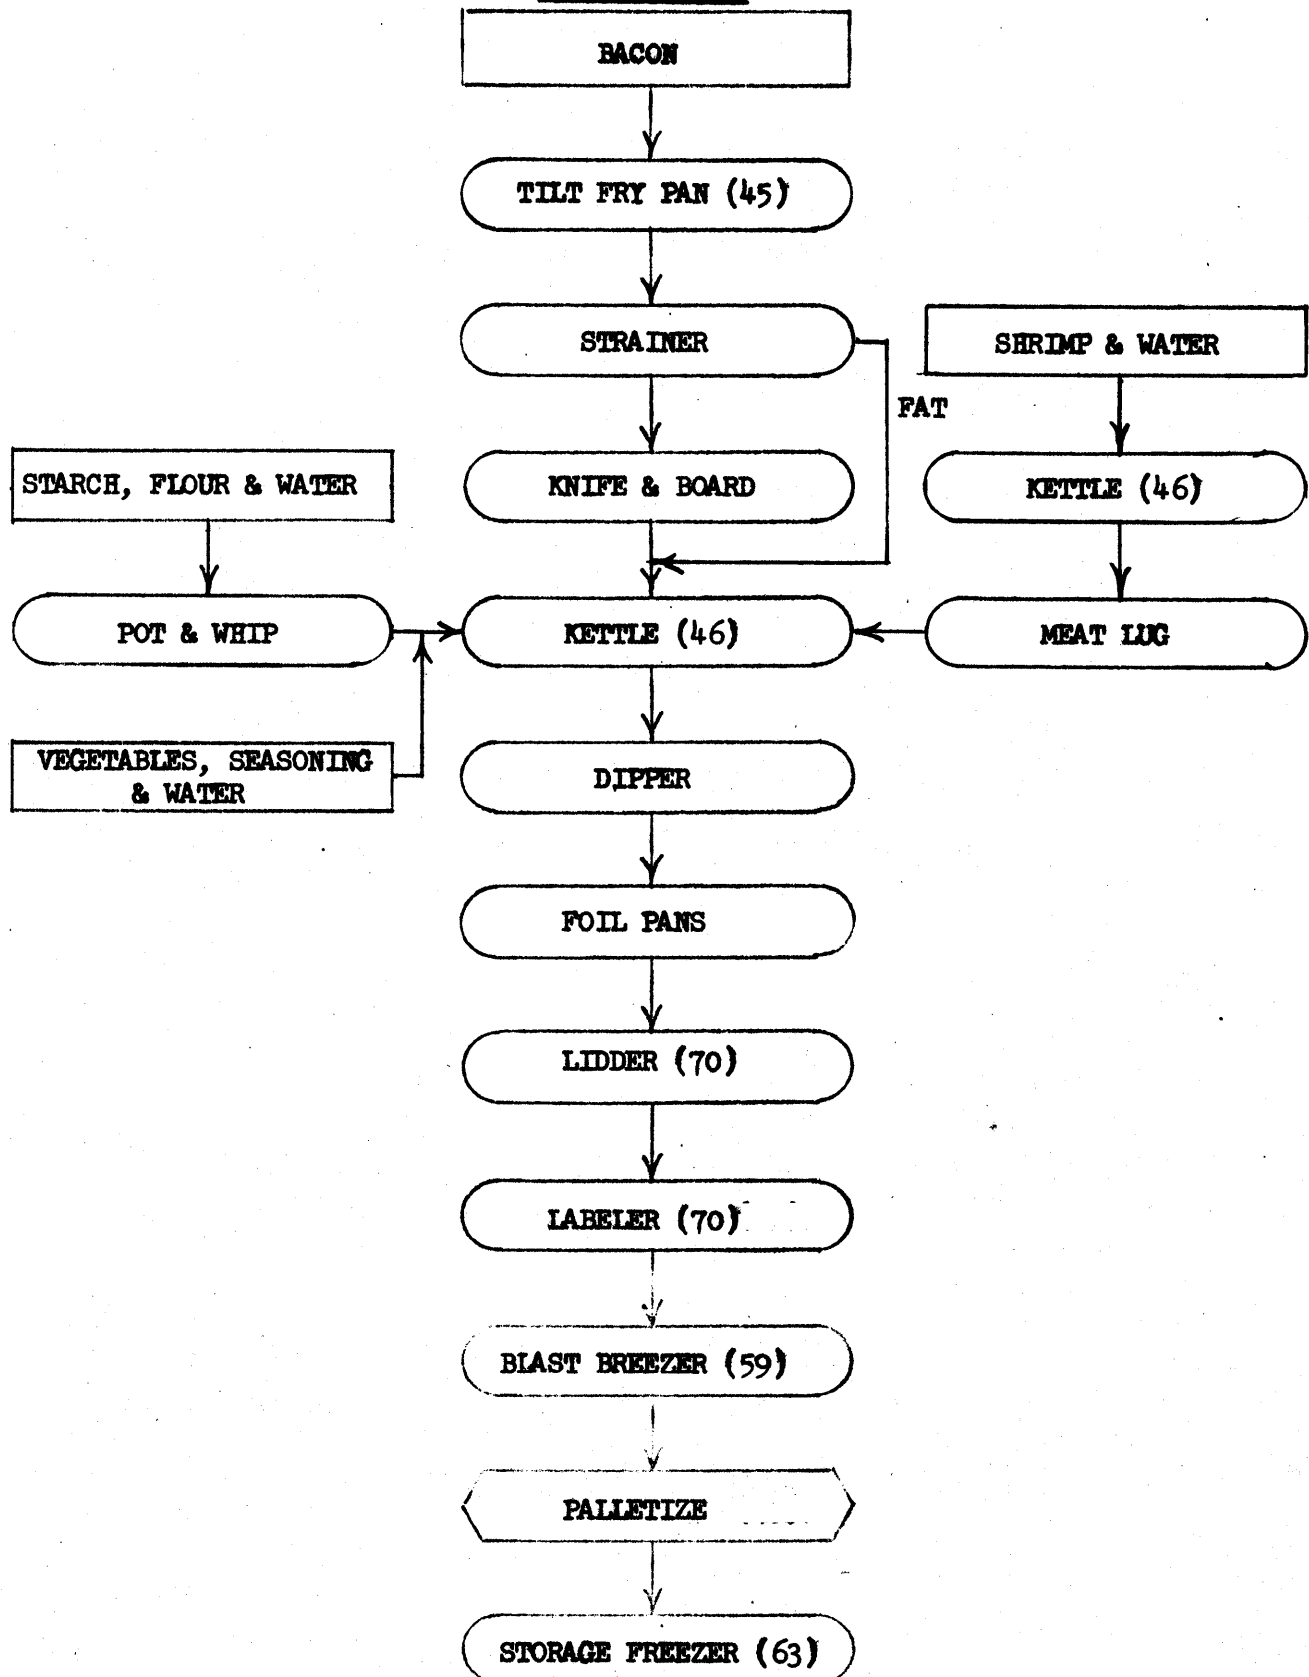 BACON
TILT FRY PAN (45)
STRAINER
SHRIMP & WATER
FAT
STARCH, FLOUR & WATER
KNIFE & BOARD
KETTLE (46)
POT & WHIP
KETTLE (46)
MEAT LUG
VEGETABLES, SEASONING
& WATER
DIPPER
FOIL PANS
LIDDER (70)
LABELER (70)
BLAST BREEZER (59)
PALLETIZE
STORAGE FREEZER (63)